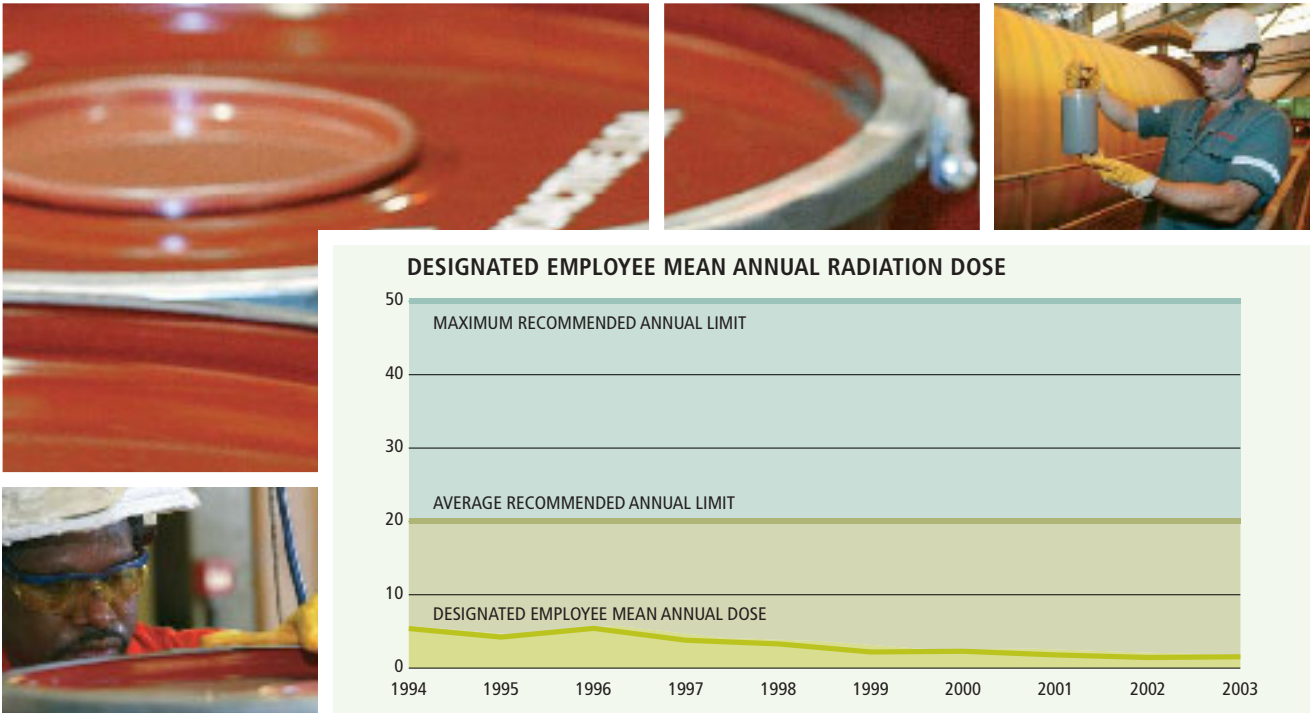 DESIGNATED EMPLOYEE MEAN ANNUAL RADIATION DOSE
50
MAXIMUM RECOMMENDED ANNUAL LIMIT
40
30
AVERAGE RECOMMENDED ANNUAL LIMIT
20
10
DESIGNATED EMPLOYEE MEAN ANNUAL DOSE
0
1994 1995 1996 1997 1998 1999 2000 2001 2002 2003